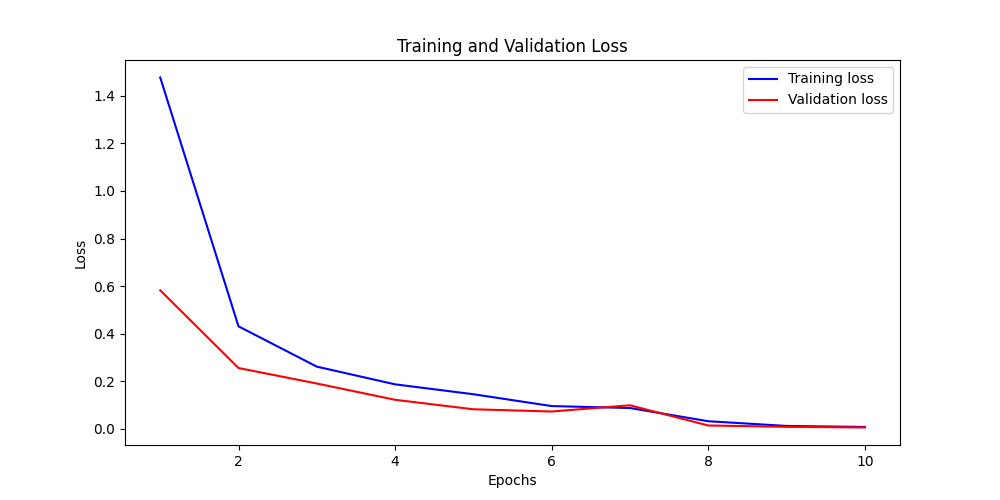 Training and Validation Loss
Training loss
Validation loss
1.4
1.2
1.0
0.8
0.6
0.4
0.2
0.0
Loss
2 4 6 8 10
Epochs